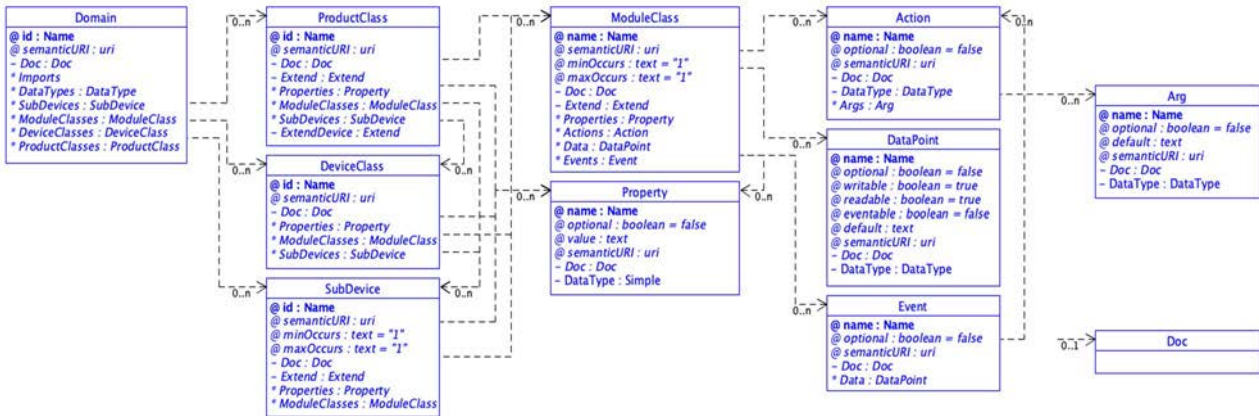 Domain
@ id : Name
@ semanticURI : uri
– Doc : Doc
* Imports
* DataTypes : DataType
* SubDevices : SubDevice
* ModuleClasses : ModuleClass
* DeviceClasses : DeviceClass
* ProductClasses : ProductClass
0..n
ProductClass
@ id : Name
@ semanticURI : uri
– Doc : Doc
– Extend : Extend
* Properties : Property
* ModuleClasses : ModuleClass
* SubDevices : SubDevice
– ExtendDevice : Extend
0..n
0..n
DeviceClass
@ id : Name
@ semanticURI : uri
– Doc : Doc
* Properties : Property
* ModuleClasses : ModuleClass
* SubDevices : SubDevice
0..n
0..n
SubDevice
@ id : Name
@ semanticURI : uri
@ minOccurs : text = "1"
@ maxOccurs : text = "1"
– Doc : Doc
– Extend : Extend
* Properties : Property
* ModuleClasses : ModuleClass
0..n
ModuleClass
@ name : Name
@ semanticURI : uri
@ minOccurs : text = "1"
@ maxOccurs : text = "1"
– Doc : Doc
– Extend : Extend
* Properties : Property
* Actions : Action
* Data : DataPoint
* Events : Event
0..n
0..n
Property
@ name : Name
@ optional : boolean = false
@ value : text
@ semanticURI : uri
– Doc : Doc
– DataType : Simple
0..n
0..n
Action
@ name : Name
@ optional : boolean = false
@ semanticURI : uri
– Doc : Doc
– DataType : DataType
* Args : Arg
0..n
DataPoint
@ name : Name
@ optional : boolean = false
@ writable : boolean = true
@ readable : boolean = true
@ eventable : boolean = false
@ default : text
@ semanticURI : uri
– Doc : Doc
– DataType : DataType
0..n
Event
@ name : Name
@ optional : boolean = false
@ semanticURI : uri
– Doc : Doc
* Data : DataPoint
0..n
Arg
@ name : Name
@ optional : boolean = false
@ default : text
@ semanticURI : uri
– Doc : Doc
– DataType : DataType
0..1
Doc